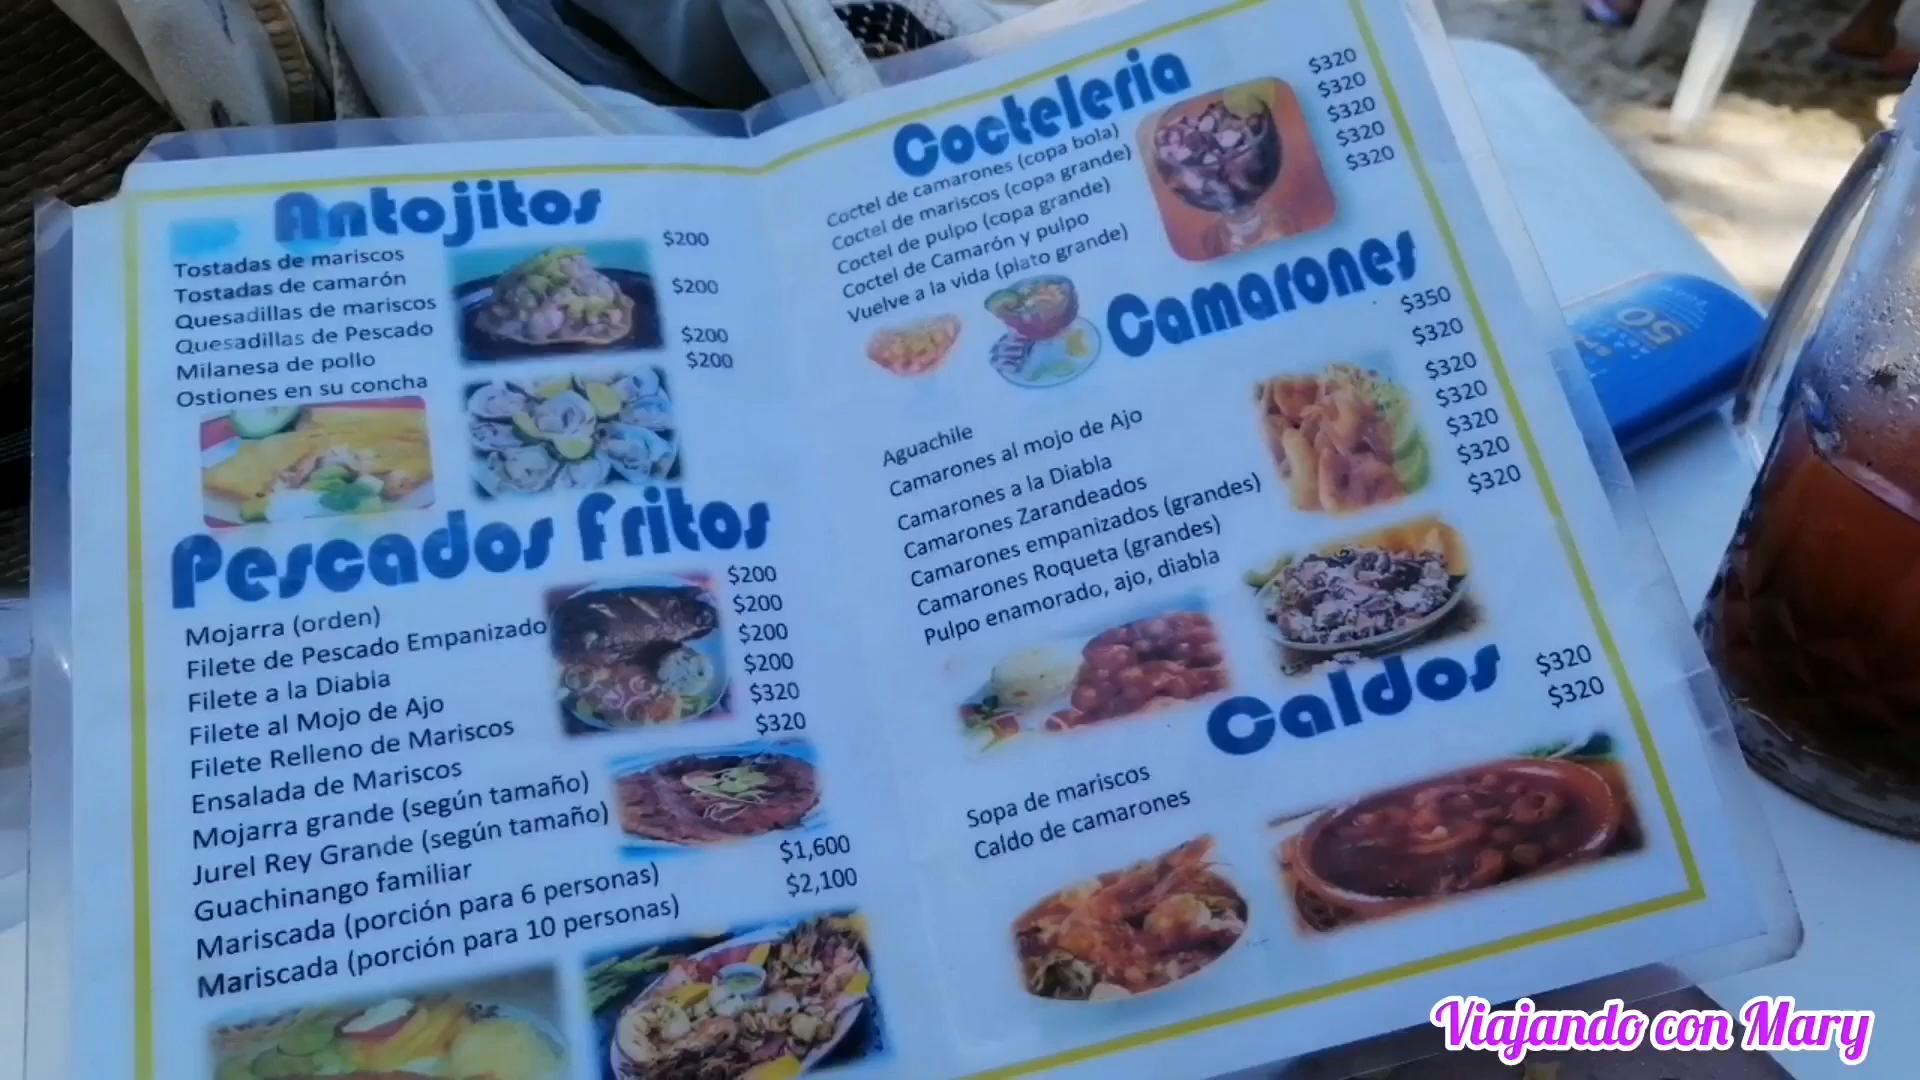 Antojitos
Tostadas de mariscos $200
Tostadas de camarón
Quesadillas de mariscos $200
Quesadillas de Pescado
Milanesa de pollo $200
Ostiones en su concha $200
Pescados Fritos
Mojarra (orden) $200
Filete de Pescado Empanizado $200
Filete a la Diabla $200
Filete al Mojo de Ajo $200
Filete Relleno de Mariscos $320
Ensalada de Mariscos $320
Mojarra grande (según tamaño)
Jurel Rey Grande (según tamaño)
Guachinango familiar
Mariscada (porción para 6 personas) $1,600
Mariscada (porción para 10 personas) $2,100
Cocteleria
Coctel de camarones (copa bola) $320
Coctel de mariscos (copa grande) $320
Coctel de pulpo (copa grande) $320
Coctel de Camarón y pulpo $320
Vuelve a la vida (plato grande) $320
Camarones
Aguachile $350
Camarones al mojo de Ajo $320
Camarones a la Diabla $320
Camarones Zarandeados $320
Camarones empanizados (grandes) $320
Camarones Roqueta (grandes) $320
Pulpo enamorado, ajo, diabla $320
Caldos
Sopa de mariscos $320
Caldo de camarones $320
50
Viajando con Mary